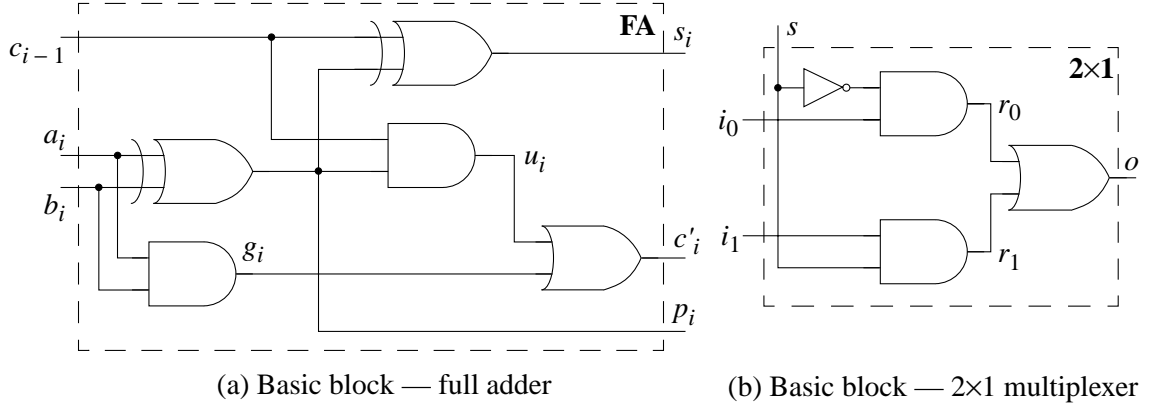 FA
c_{i−1}
s_i
a_i
b_i
u_i
g_i
c'_i
p_i
(a) Basic block — full adder
s
2×1
i_0
r_0
o
i_1
r_1
(b) Basic block — 2×1 multiplexer